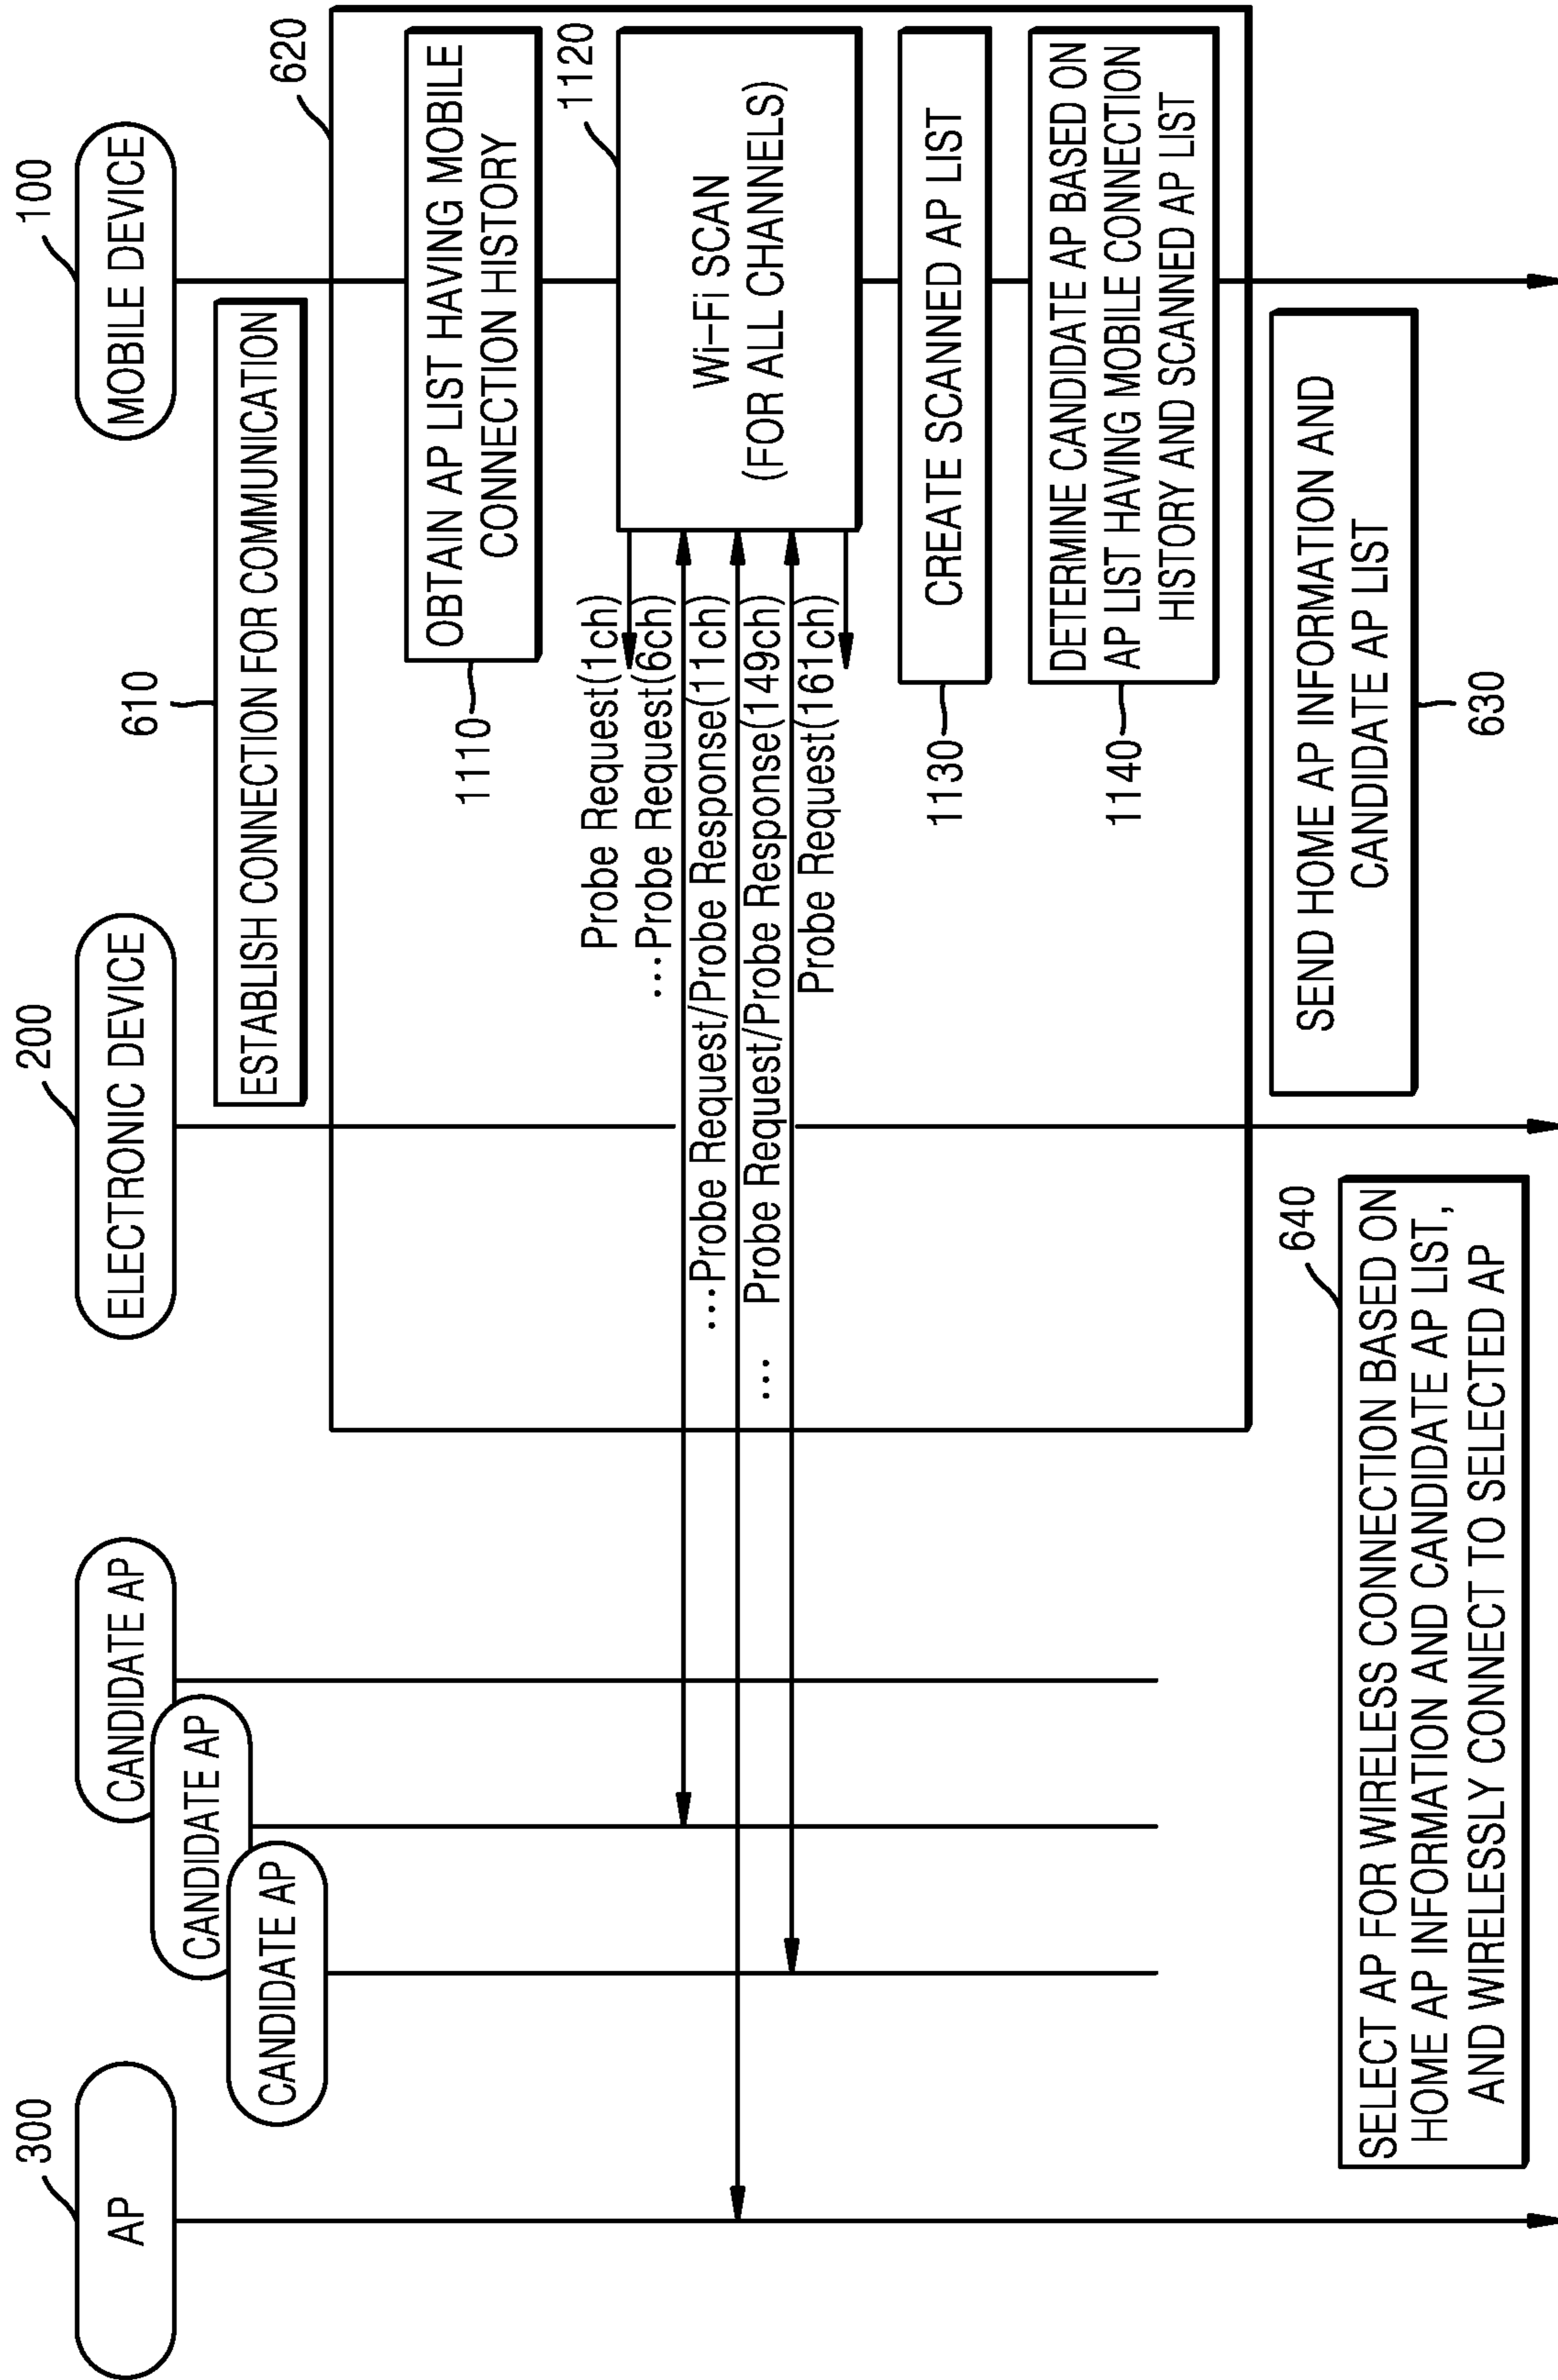 300
200
100
AP
CANDIDATE AP
CANDIDATE AP
CANDIDATE AP
ELECTRONIC DEVICE
MOBILE DEVICE
610
ESTABLISH CONNECTION FOR COMMUNICATION
620
OBTAIN AP LIST HAVING MOBILE
CONNECTION HISTORY
1110
1120
Wi-Fi SCAN
(FOR ALL CHANNELS)
Probe Request(1ch)
...Probe Request(6ch)
...Probe Request/Probe Response(11ch)
... Probe Request/Probe Response(149ch)
Probe Request(161ch)
1130
CREATE SCANNED AP LIST
1140
DETERMINE CANDIDATE AP BASED ON
AP LIST HAVING MOBILE CONNECTION
HISTORY AND SCANNED AP LIST
SEND HOME AP INFORMATION AND
CANDIDATE AP LIST
630
640
SELECT AP FOR WIRELESS CONNECTION BASED ON
HOME AP INFORMATION AND CANDIDATE AP LIST,
AND WIRELESSLY CONNECT TO SELECTED AP